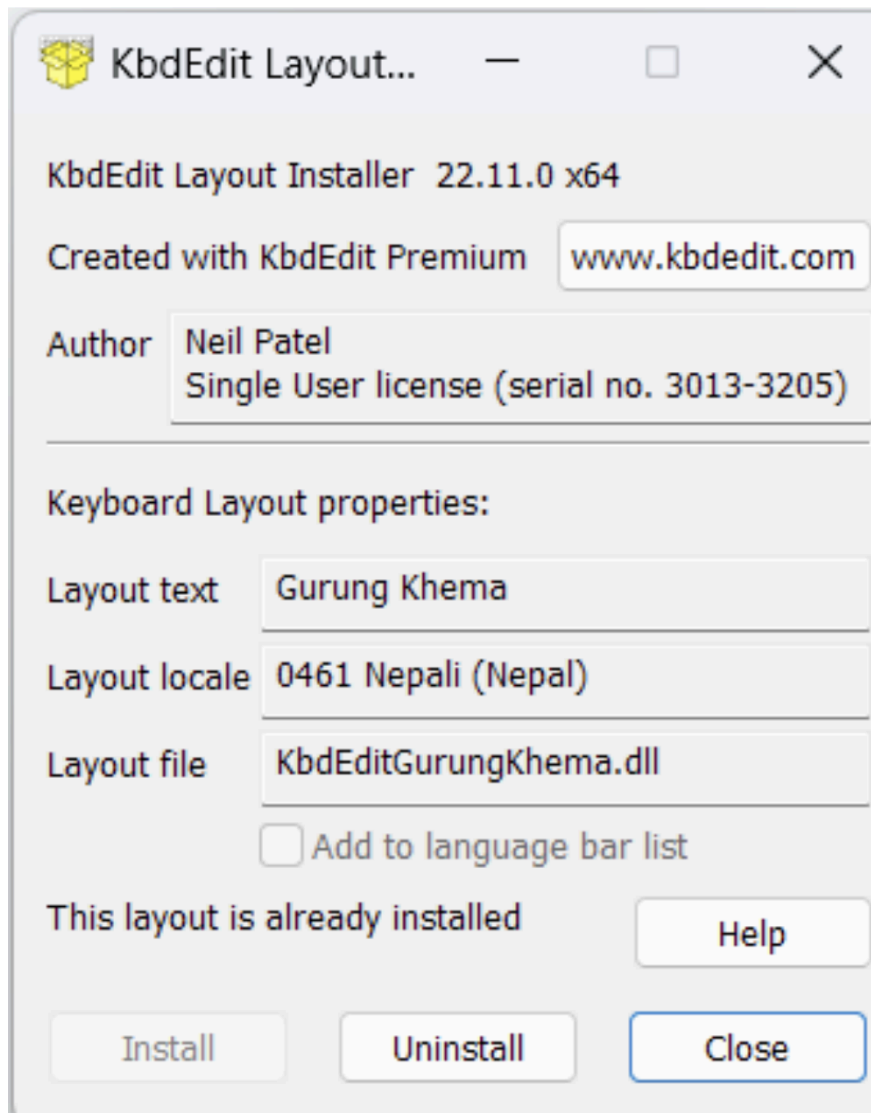 KbdEdit Layout...
KbdEdit Layout Installer 22.11.0 x64
Created with KbdEdit Premium www.kbdedit.com
Author Neil Patel
Single User license (serial no. 3013-3205)
Keyboard Layout properties:
Layout text Gurung Khema
Layout locale 0461 Nepali (Nepal)
Layout file KbdEditGurungKhema.dll
Add to language bar list
This layout is already installed Help
Install Uninstall Close